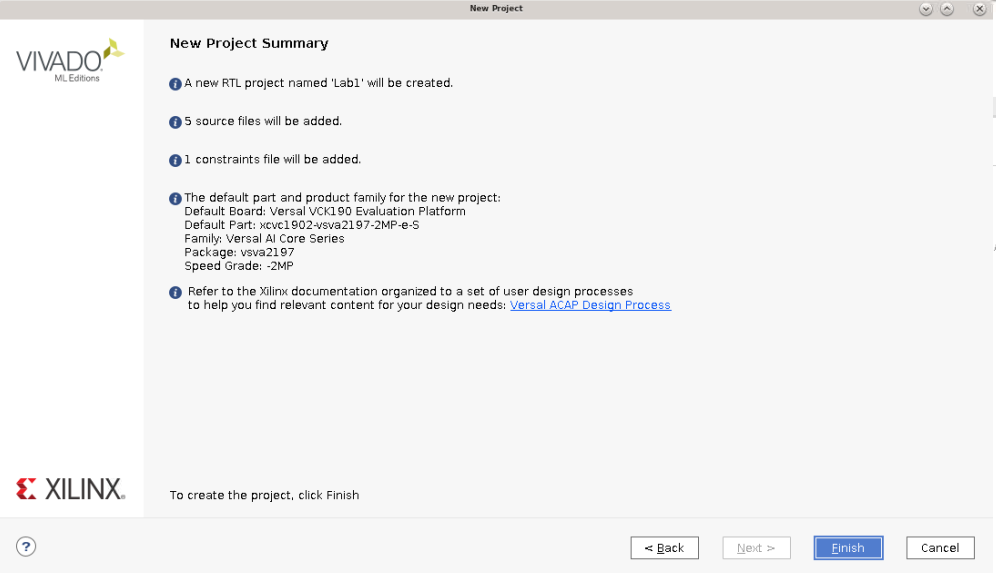 New Project
VIVADO
ML Editions
New Project Summary
A new RTL project named 'Lab1' will be created.
5 source files will be added.
1 constraints file will be added.
The default part and product family for the new project:
Default Board: Versal VCK190 Evaluation Platform
Default Part: xcvc1902-vsva2197-2MP-e-S
Family: Versal AI Core Series
Package: vsva2197
Speed Grade: -2MP
Refer to the Xilinx documentation organized to a set of user design processes
to help you find relevant content for your design needs: Versal ACAP Design Process
XILINX
To create the project, click Finish
?
< Back
Next >
Finish
Cancel